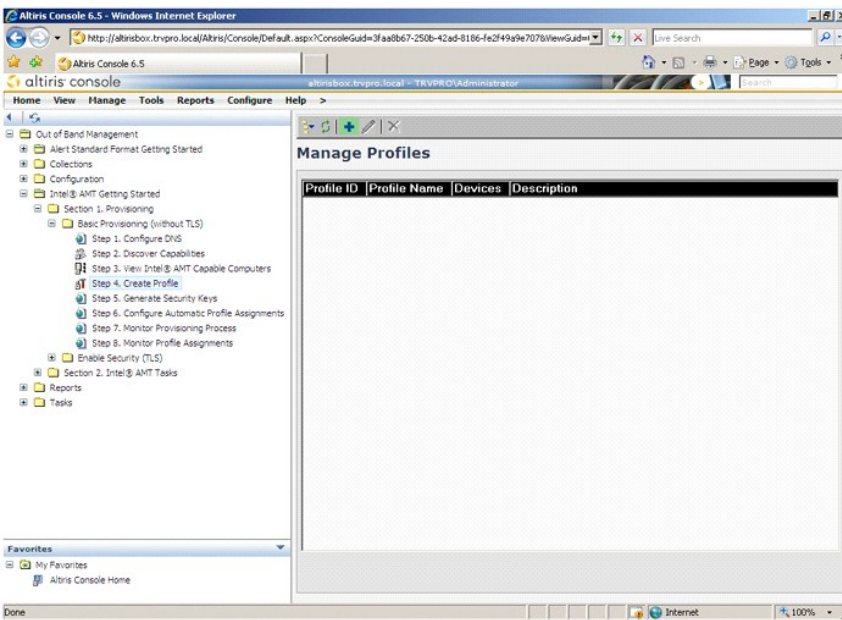 Altiris Console 6.5 - Windows Internet Explorer
http://altirisbox.trvpro.local/Altiris/Console/Default.aspx?ConsoleGuid=3faa8b67-250b-42ad-8186-fe2f49a9e707&ViewGuid=
Live Search
Altiris Console 6.5
Page
Tools
altiris console
altirisbox.trvpro.local - TRVPRO\Administrator
Search
Home View Manage Tools Reports Configure Help >
Out of Band Management
Alert Standard Format Getting Started
Collections
Configuration
Intel® AMT Getting Started
Section 1. Provisioning
Basic Provisioning (without TLS)
Step 1. Configure DNS
Step 2. Discover Capabilities
Step 3. View Intel® AMT Capable Computers
Step 4. Create Profile
Step 5. Generate Security Keys
Step 6. Configure Automatic Profile Assignments
Step 7. Monitor Provisioning Process
Step 8. Monitor Profile Assignments
Enable Security (TLS)
Section 2. Intel® AMT Tasks
Reports
Tasks
Manage Profiles
Profile ID Profile Name Devices Description
Favorites
My Favorites
Altris Console Home
Done
Internet
100%